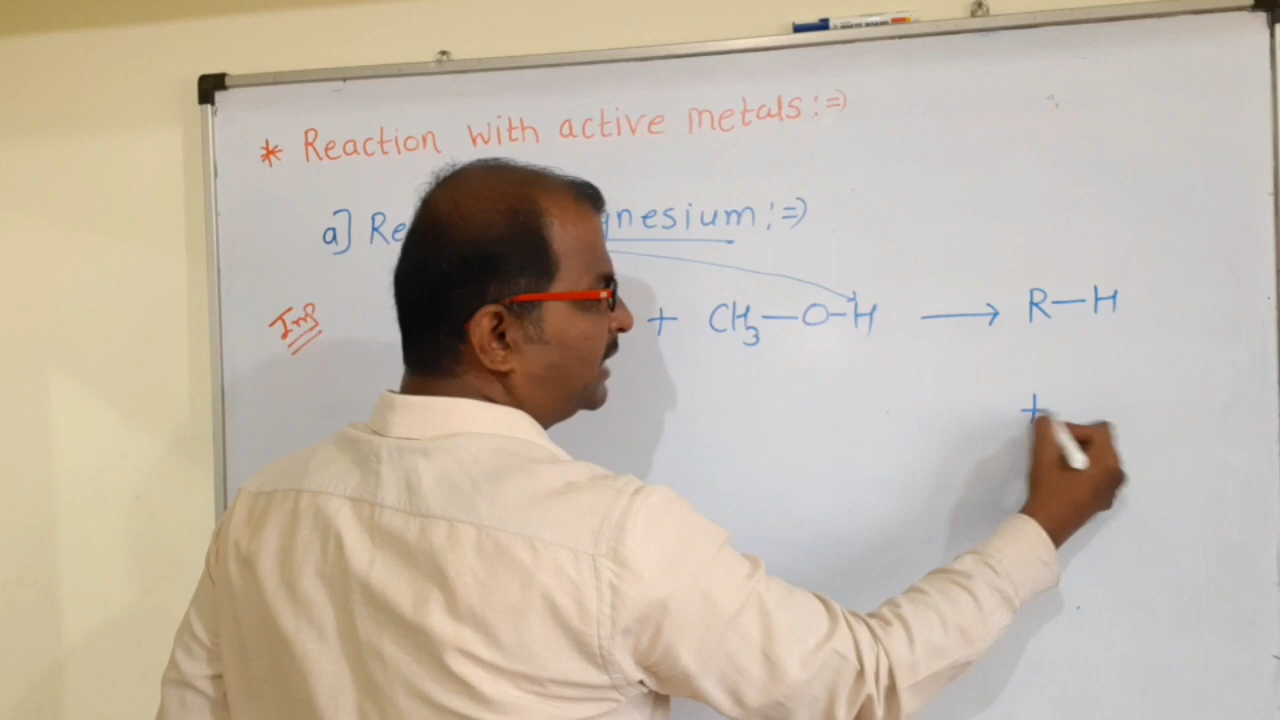 * Reaction with active metals :⇒
a] Re gnesium :⇒
Imp + CH₃—O—H ⟶ R—H
+